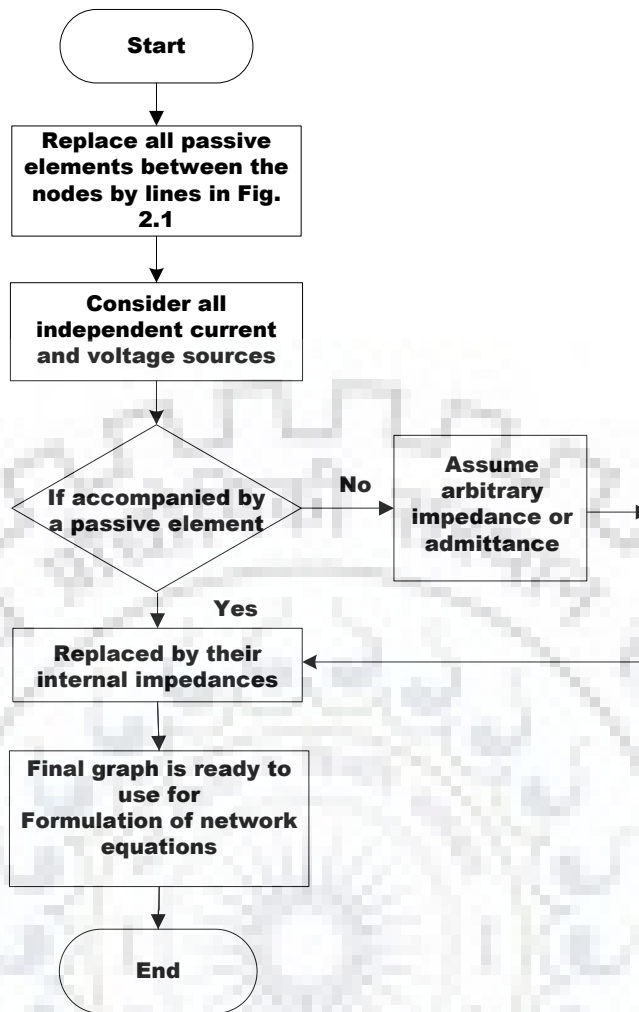 Start
Replace all passive
elements between the
nodes by lines in Fig.
2.1
Consider all
independent current
and voltage sources
If accompanied by
a passive element
No
Assume
arbitrary
impedance or
admittance
Yes
Replaced by their
internal impedances
Final graph is ready to
use for
Formulation of network
equations
End